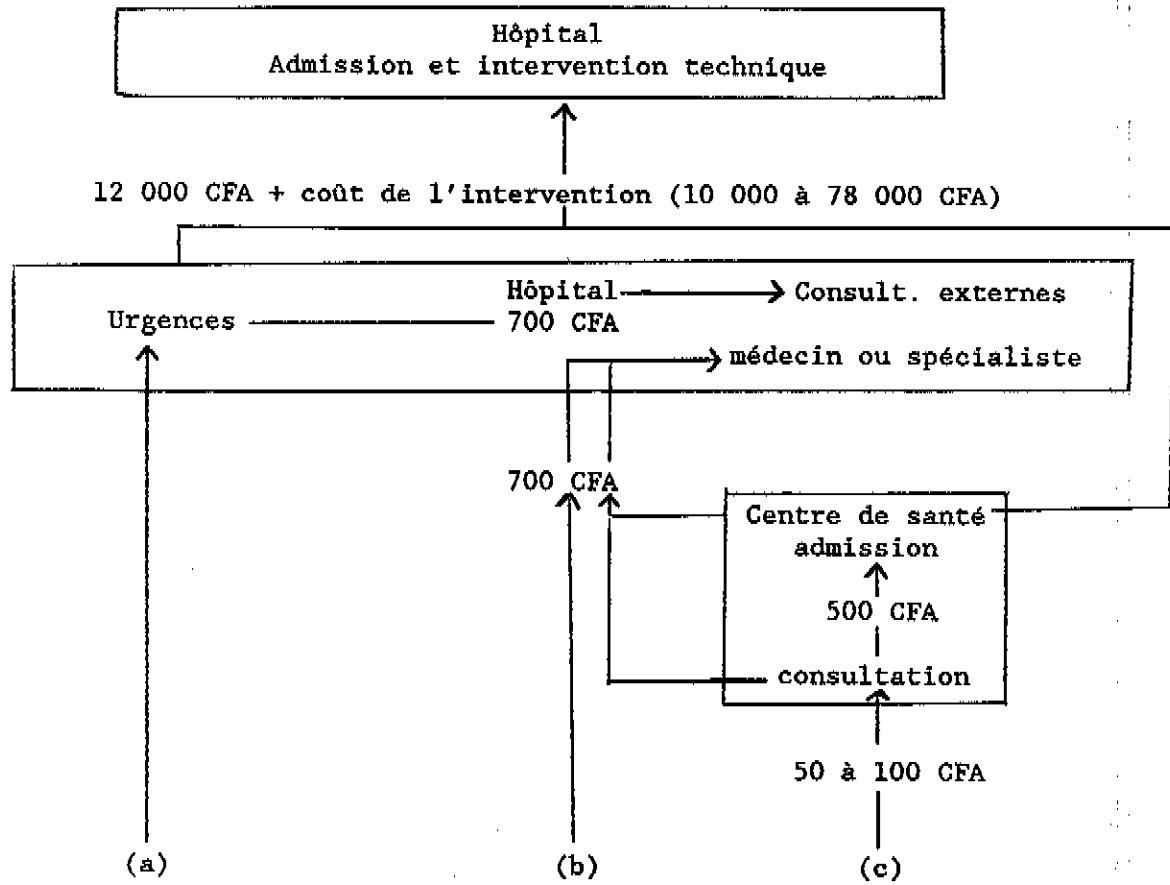 Hôpital
Admission et intervention technique
12 000 CFA + coût de l'intervention (10 000 à 78 000 CFA)
Hôpital Consult. externes
Urgences 700 CFA
médecin ou spécialiste
700 CFA
Centre de santé
admission
500 CFA
consultation
50 à 100 CFA
(a) (b) (c)